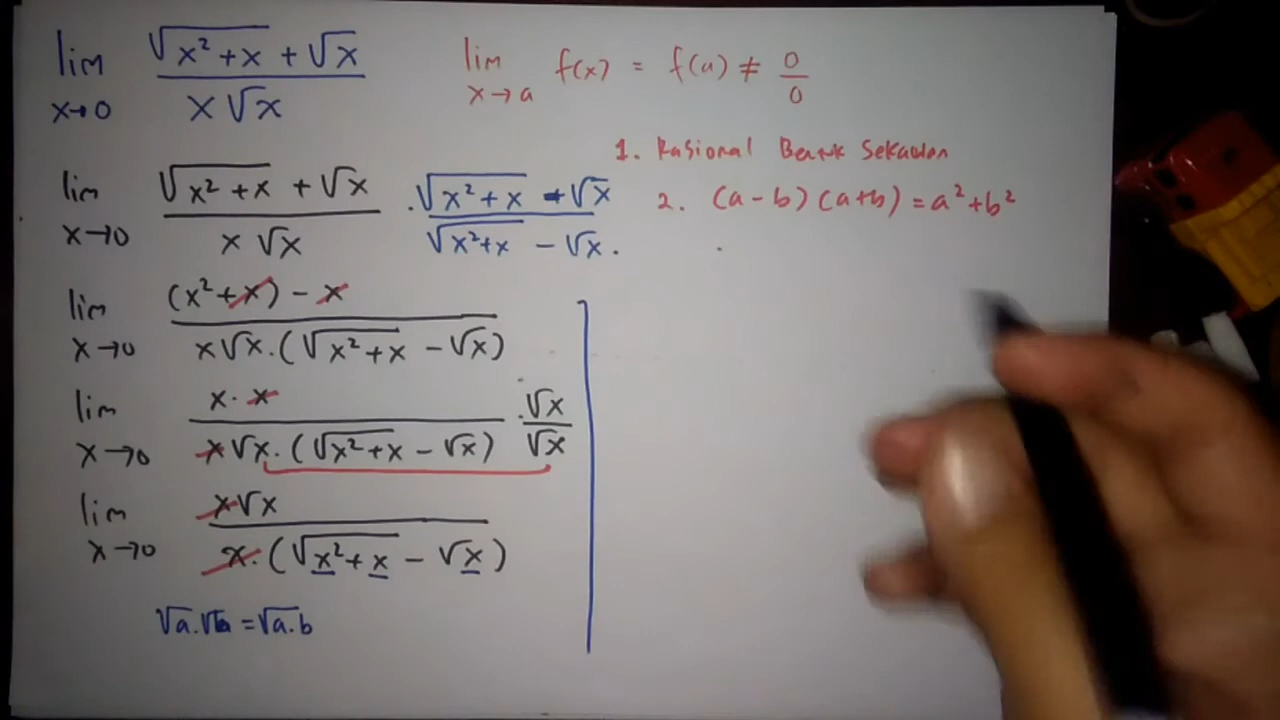 lim x→0 (√(x² + x) + √x) / (x √x)
lim x→a f(x) = f(a) ≠ 0/0
1. Rasional Bentuk Sekawan
2. (a - b) (a + b) = a² + b²
lim x→0 (√(x² + x) + √x) / (x √x) . (√(x² + x) - √x) / (√(x² + x) - √x) .
lim x→0 ((x² + x) - x) / (x √x . (√(x² + x) - √x))
lim x→0 (x . x) / (x √x . (√(x² + x) - √x)) . √x / √x
lim x→0 (x √x) / (x . (√(x² + x) - √x))
√a . √a = √a . b